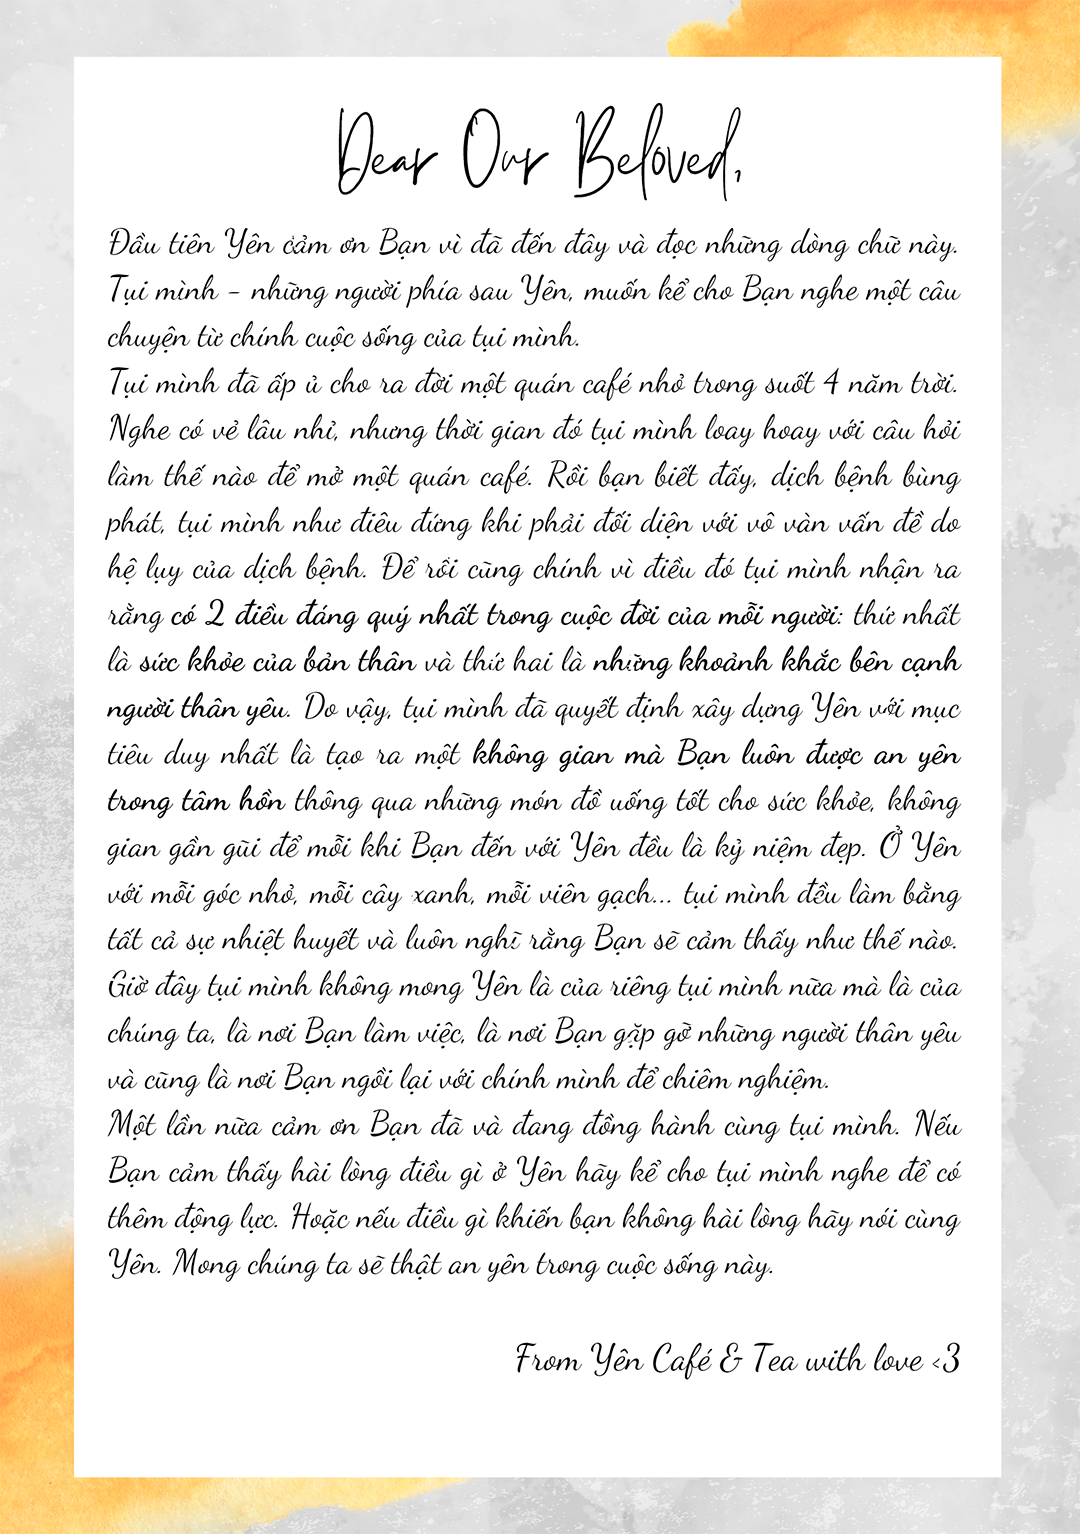 Dear Our Beloved,
Đầu tiên Yên cảm ơn Bạn vì đã đến đây và đọc những dòng chữ này.
Tụi mình - những người phía sau Yên, muốn kể cho Bạn nghe một câu
chuyện từ chính cuộc sống của tụi mình.
Tụi mình đã ấp ủ cho ra đời một quán café nhỏ trong suốt 4 năm trời.
Nghe có vẻ lâu nhỉ, nhưng thời gian đó tụi mình loay hoay với câu hỏi
làm thế nào để mở một quán café. Rồi bạn biết đấy, dịch bệnh bùng
phát, tụi mình như điêu đứng khi phải đối diện với vô vàn vấn đề do
hệ lụy của dịch bệnh. Để rồi cũng chính vì điều đó tụi mình nhận ra
rằng có 2 điều đáng quý nhất trong cuộc đời của mỗi người: thứ nhất
là sức khỏe của bản thân và thứ hai là những khoảnh khắc bên cạnh
người thân yêu. Do vậy, tụi mình đã quyết định xây dựng Yên với mục
tiêu duy nhất là tạo ra một không gian mà Bạn luôn được an yên
trong tâm hồn thông qua những món đồ uống tốt cho sức khỏe, không
gian gần gũi để mỗi khi Bạn đến với Yên đều là kỷ niệm đẹp. Ở Yên
với mỗi góc nhỏ, mỗi cây xanh, mỗi viên gạch... tụi mình đều làm bằng
tất cả sự nhiệt huyết và luôn nghĩ rằng Bạn sẽ cảm thấy như thế nào.
Giờ đây tụi mình không mong Yên là của riêng tụi mình nữa mà là của
chúng ta, là nơi Bạn làm việc, là nơi Bạn gặp gỡ những người thân yêu
và cũng là nơi Bạn ngồi lại với chính mình để chiêm nghiệm.
Một lần nữa cảm ơn Bạn đã và đang đồng hành cùng tụi mình. Nếu
Bạn cảm thấy hài lòng điều gì ở Yên hãy kể cho tụi mình nghe để có
thêm động lực. Hoặc nếu điều gì khiến bạn không hài lòng hãy nói cùng
Yên. Mong chúng ta sẽ thật an yên trong cuộc sống này.
From Yên Café & Tea with love <3